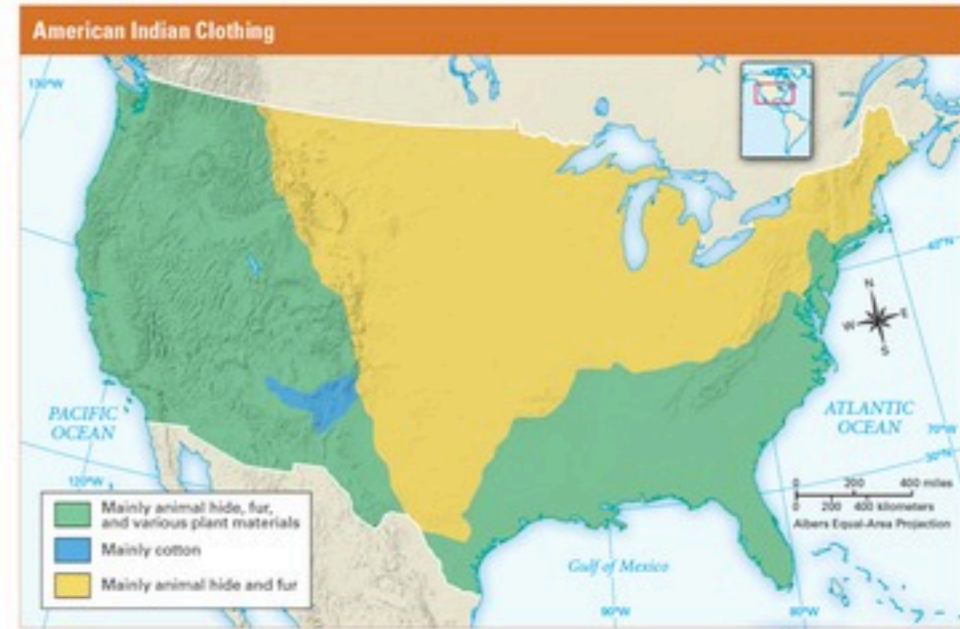 American Indian Clothing
130°W
N
W E
S
40°N
PACIFIC
OCEAN
ATLANTIC
OCEAN
70°W
30°N
120°W
0 200 400 miles
0 200 400 kilometers
Albers Equal-Area Projection
Mainly animal hide, fur,
and various plant materials
Mainly cotton
Mainly animal hide and fur
Gulf of Mexico
90°W
80°W